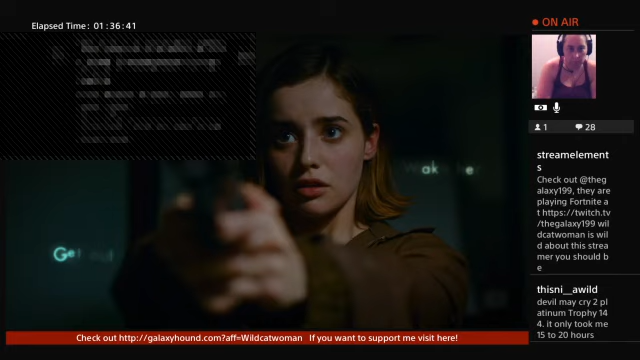 Elapsed Time: 01:36:41
ON AIR
1
28
streamelement
s
Check out @theg
alaxy199, they are
playing Fortnite a
t https://twitch.tv
/thegalaxy199 wil
dcatwoman is wil
d about this strea
mer you should b
e
thisni__awild
devil may cry 2 pl
atinum Trophy 14
4. it only took me
15 to 20 hours
Get out
Check out http://galaxyhound.com?aff=Wildcatwoman If you want to support me visit here!